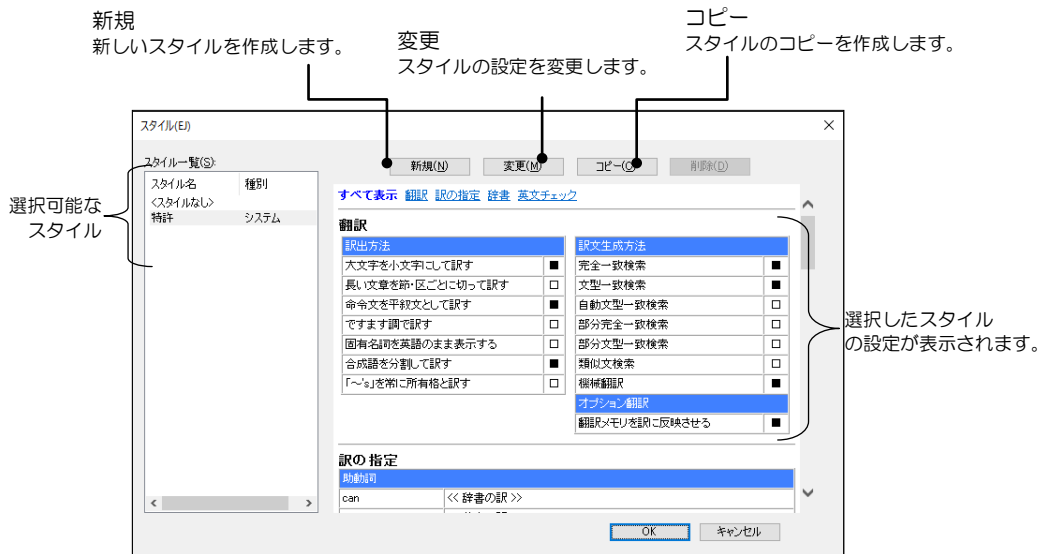 新規
新しいスタイルを作成します。
変更
スタイルの設定を変更します。
コピー
スタイルのコピーを作成します。
スタイル(EJ)
スタイル一覧(S):
新規(N)
変更(M)
コピー(C)
削除(D)
選択可能な
スタイル
スタイル名 種別
<スタイルなし>
特許 システム
すべて表示 翻訳 訳の指定 辞書 英文チェック
翻訳
訳出方法
大文字を小文字にして訳す ■
長い文章を節・区ごとに切って訳す □
命令文を平叙文として訳す ■
ですます調で訳す □
固有名詞を英語のまま表示する □
合成語を分割して訳す ■
「～'s」を常に所有格と訳す □
訳文生成方法
完全一致検索 ■
文型一致検索 ■
自動文型一致検索 □
部分完全一致検索 □
部分文型一致検索 □
類似文検索 □
機械翻訳 ■
オプション翻訳
翻訳メモリを訳に反映させる ■
選択したスタイル
の設定が表示されます。
訳の指定
助動詞
can <<辞書の訳>>
OK
キャンセル